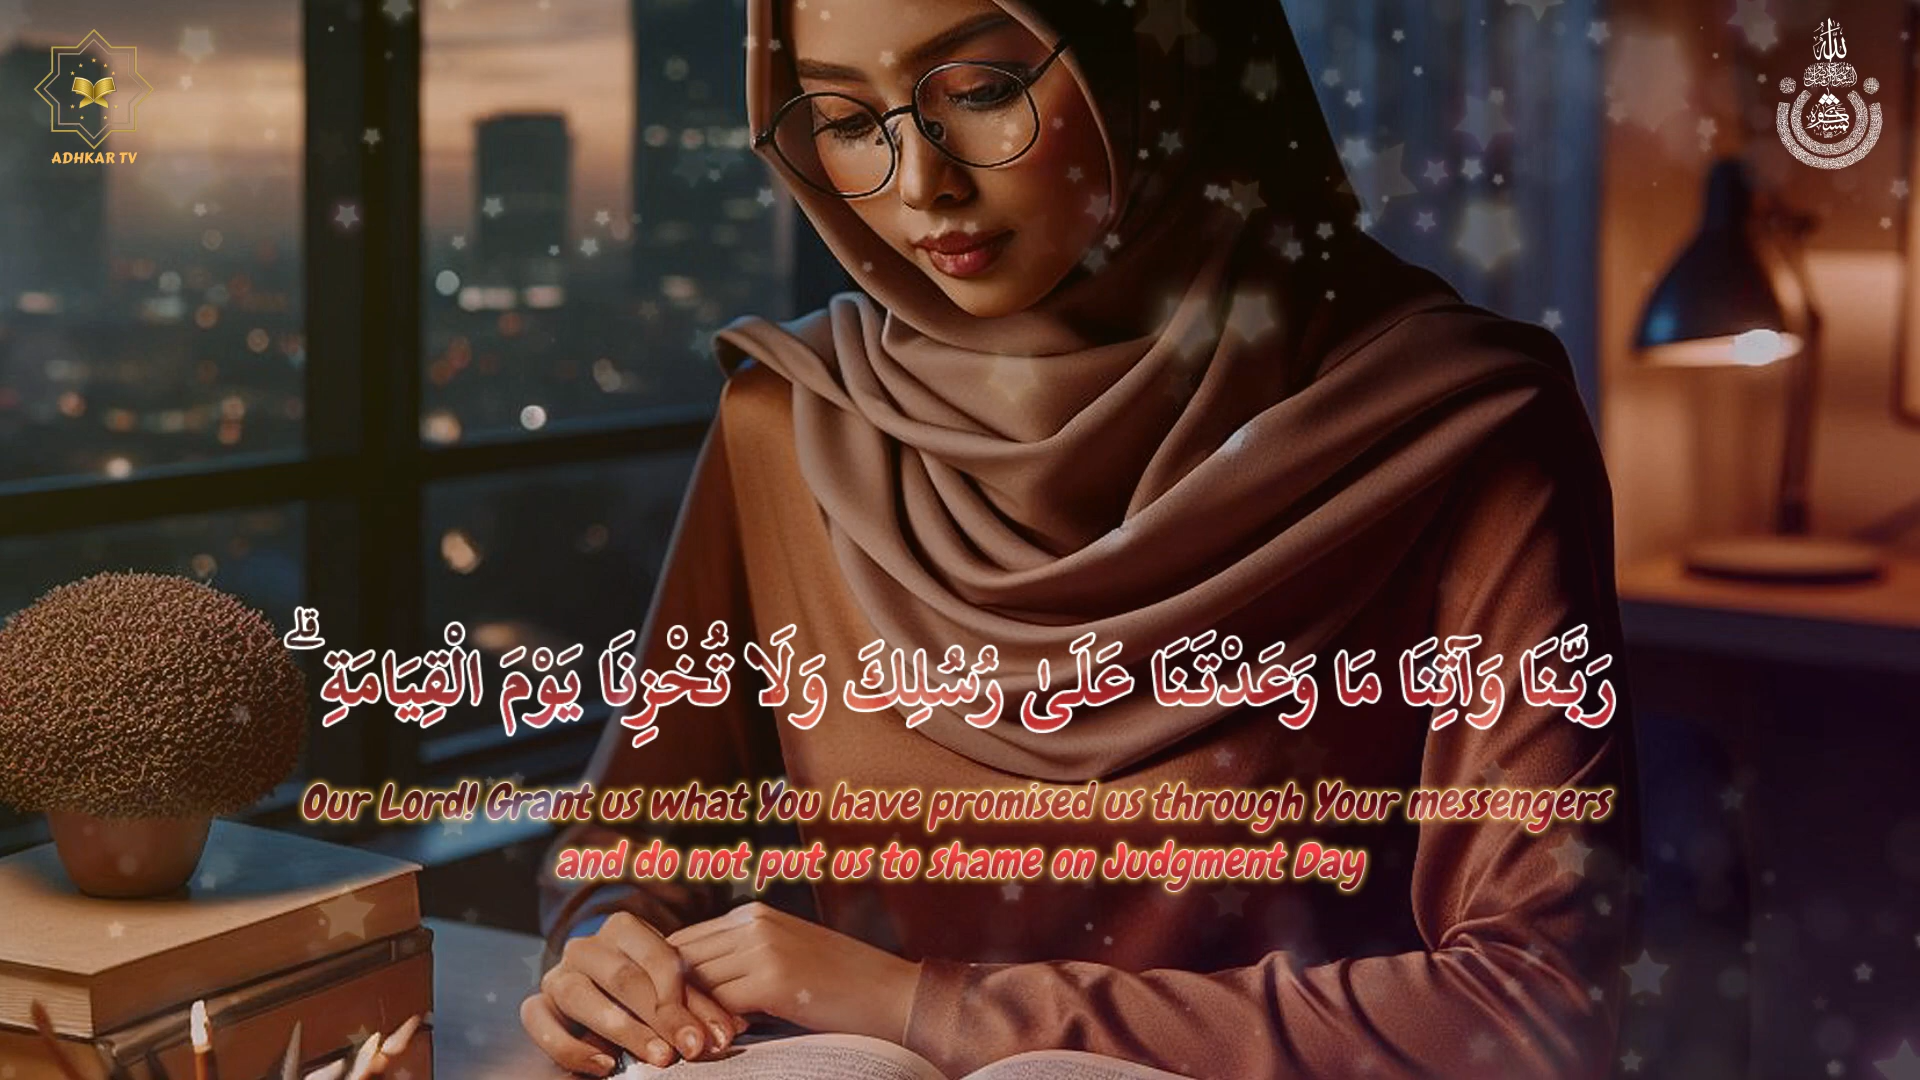 ADHKAR TV
رَبَّنَا وَآتِنَا مَا وَعَدْتَنَا عَلَىٰ رُسُلِكَ وَلَا تُخْزِنَا يَوْمَ الْقِيَامَةِ ۗ
Our Lord! Grant us what You have promised us through Your messengers
and do not put us to shame on Judgment Day